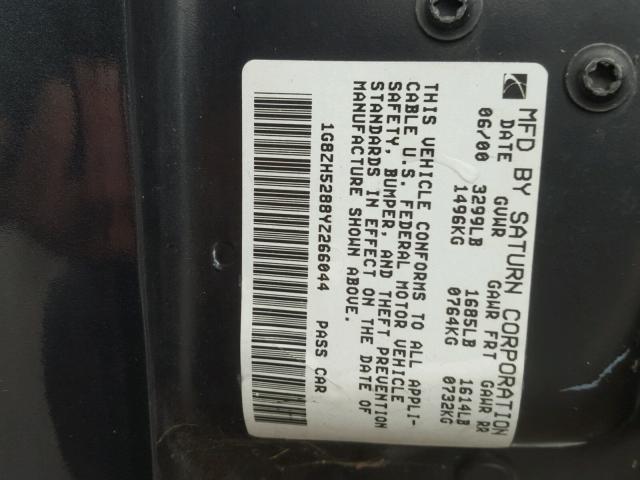 MFD BY SATURN CORPORATION
DATE GVWR GAWR FRT GAWR RR
06/00 3299LB 1685LB 1614LB
1496KG 0764KG 0732KG
THIS VEHICLE CONFORMS TO ALL APPLI-
CABLE U.S. FEDERAL MOTOR VEHICLE
SAFETY, BUMPER, AND THEFT PREVENTION
STANDARDS IN EFFECT ON THE DATE OF
MANUFACTURE SHOWN ABOVE.
1G8ZH5288YZ266044 PASS CAR